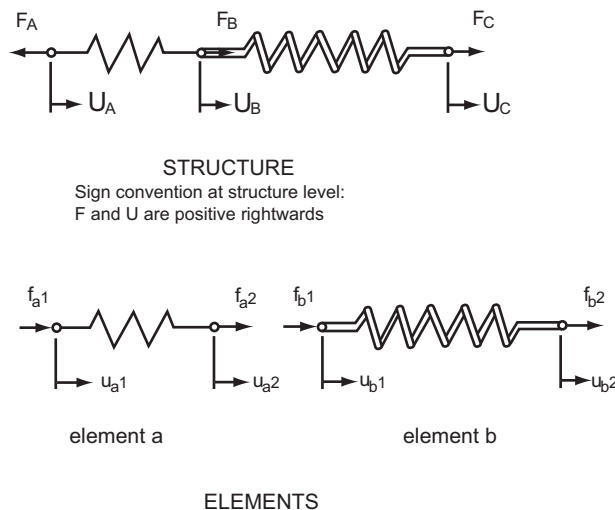 F_A F_B F_C
U_A U_B U_C
STRUCTURE
Sign convention at structure level:
F and U are positive rightwards
f_a1 f_a2 f_b1 f_b2
u_a1 u_a2 u_b1 u_b2
element a element b
ELEMENTS